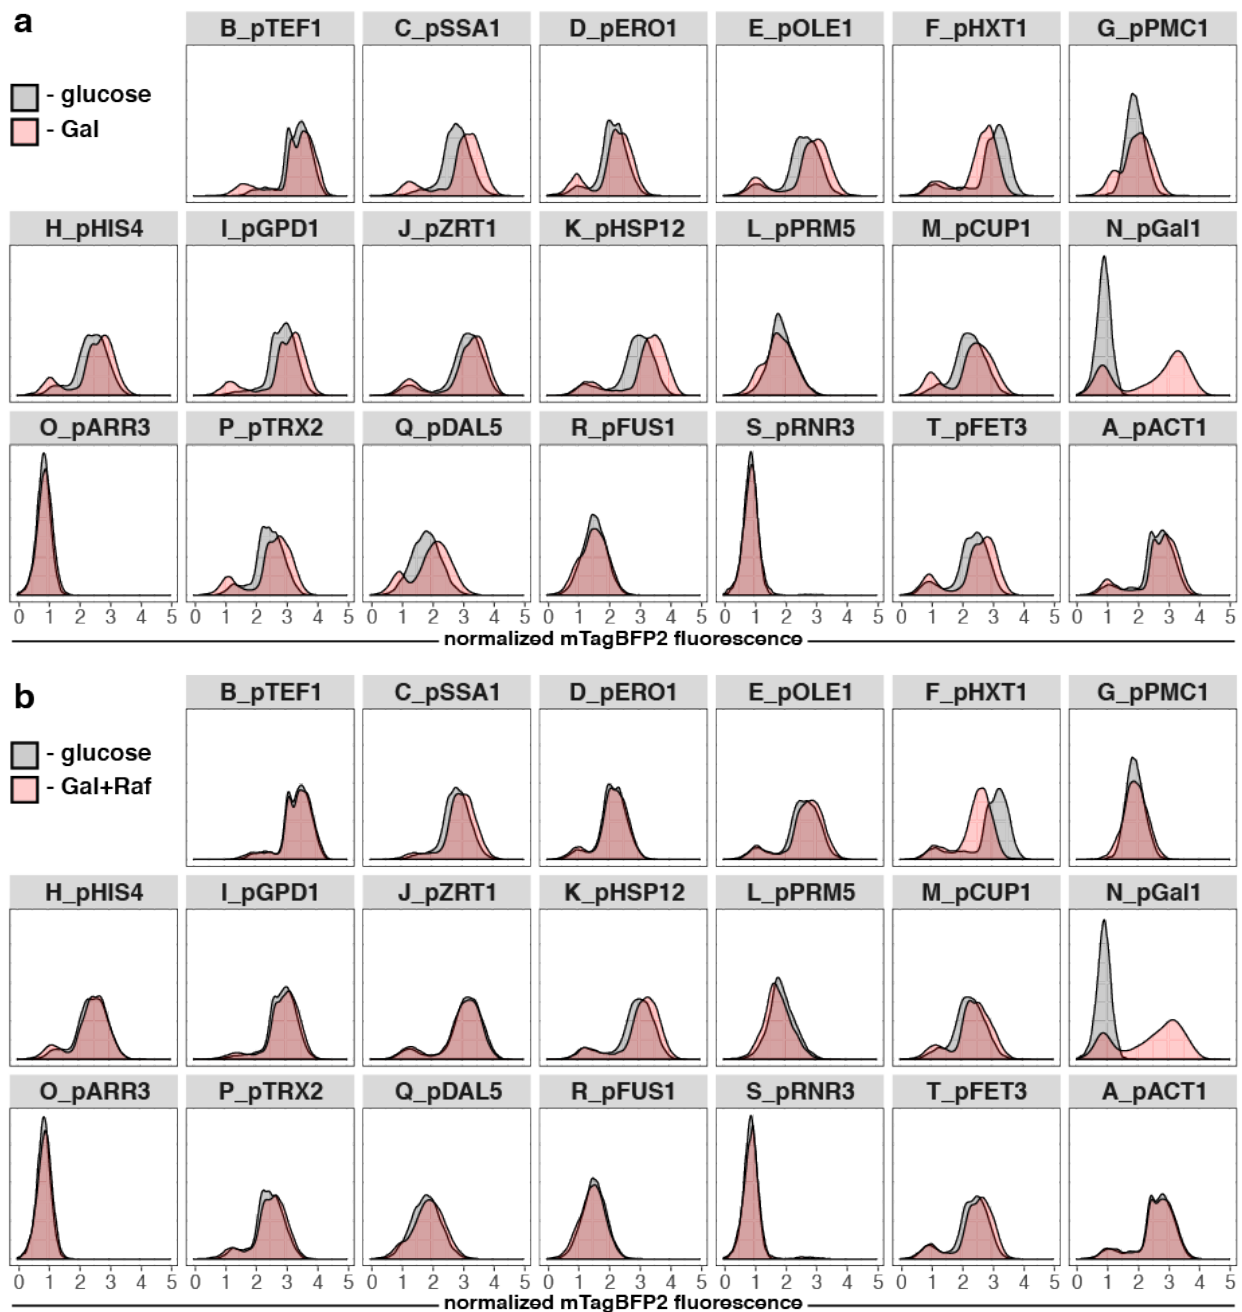 a
B_pTEF1 C_pSSA1 D_pERO1 E_pOLE1 F_pHXT1 G_pPMC1
- glucose
- Gal
H_pHIS4 I_pGPD1 J_pZRT1 K_pHSP12 L_pPRM5 M_pCUP1 N_pGal1
O_pARR3 P_pTRX2 Q_pDAL5 R_pFUS1 S_pRNR3 T_pFET3 A_pACT1
0 1 2 3 4 5 0 1 2 3 4 5 0 1 2 3 4 5 0 1 2 3 4 5 0 1 2 3 4 5 0 1 2 3 4 5 0 1 2 3 4 5
normalized mTagBFP2 fluorescence
b
B_pTEF1 C_pSSA1 D_pERO1 E_pOLE1 F_pHXT1 G_pPMC1
- glucose
- Gal+Raf
H_pHIS4 I_pGPD1 J_pZRT1 K_pHSP12 L_pPRM5 M_pCUP1 N_pGal1
O_pARR3 P_pTRX2 Q_pDAL5 R_pFUS1 S_pRNR3 T_pFET3 A_pACT1
0 1 2 3 4 5 0 1 2 3 4 5 0 1 2 3 4 5 0 1 2 3 4 5 0 1 2 3 4 5 0 1 2 3 4 5 0 1 2 3 4 5
normalized mTagBFP2 fluorescence